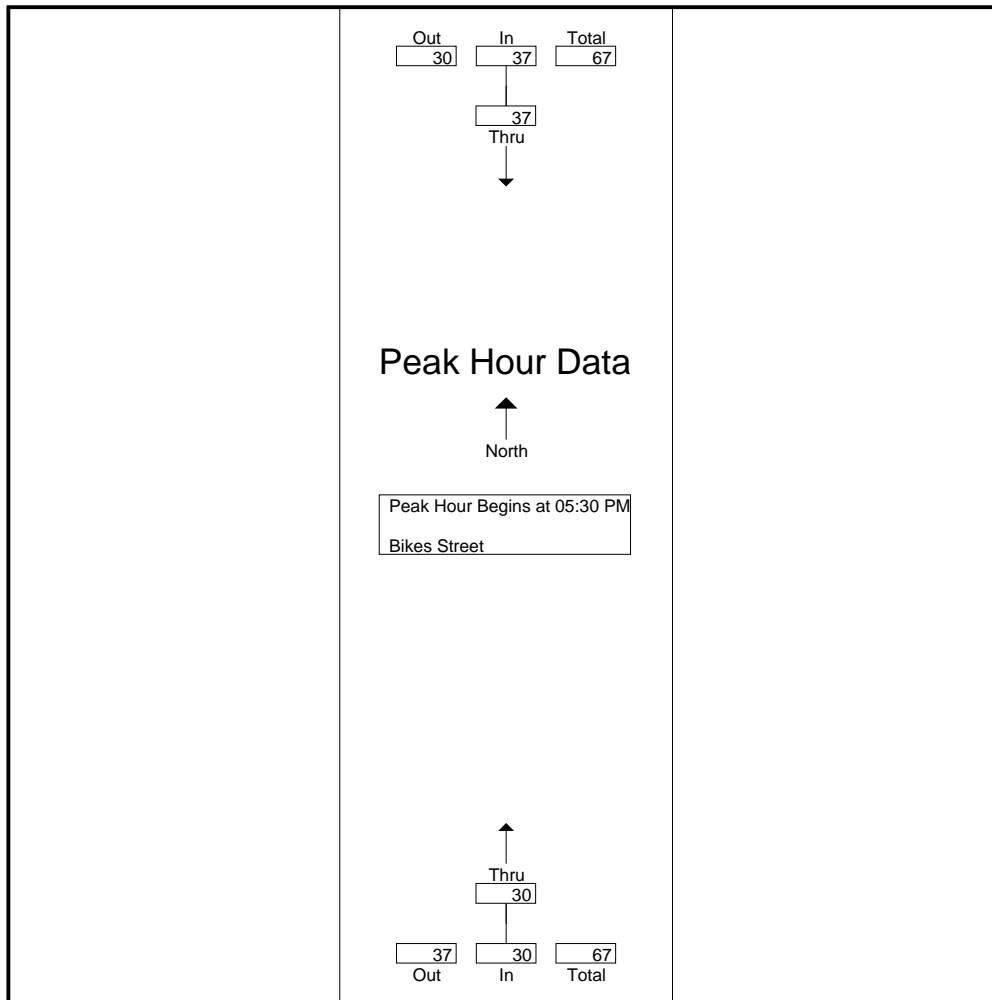 Out In Total
30 37 67
37
Thru
Peak Hour Data
North
Peak Hour Begins at 05:30 PM
Bikes Street
Thru
30
37 30 67
Out In Total